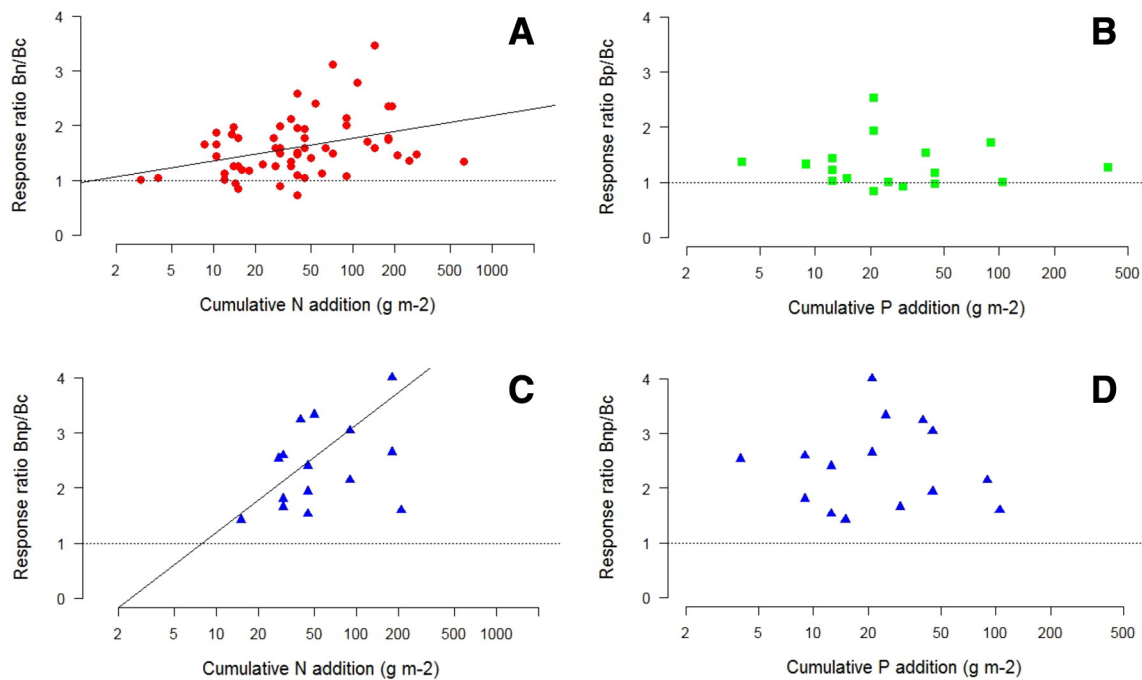 A
Response ratio Bn/Bc
4
3
2
1
0
2 5 10 20 50 100 200 500 1000
Cumulative N addition (g m-2)
B
Response ratio Bp/Bc
4
3
2
1
0
2 5 10 20 50 100 200 500
Cumulative P addition (g m-2)
C
Response ratio Bnp/Bc
4
3
2
1
0
2 5 10 20 50 100 200 500 1000
Cumulative N addition (g m-2)
D
Response ratio Bnp/Bc
4
3
2
1
0
2 5 10 20 50 100 200 500
Cumulative P addition (g m-2)